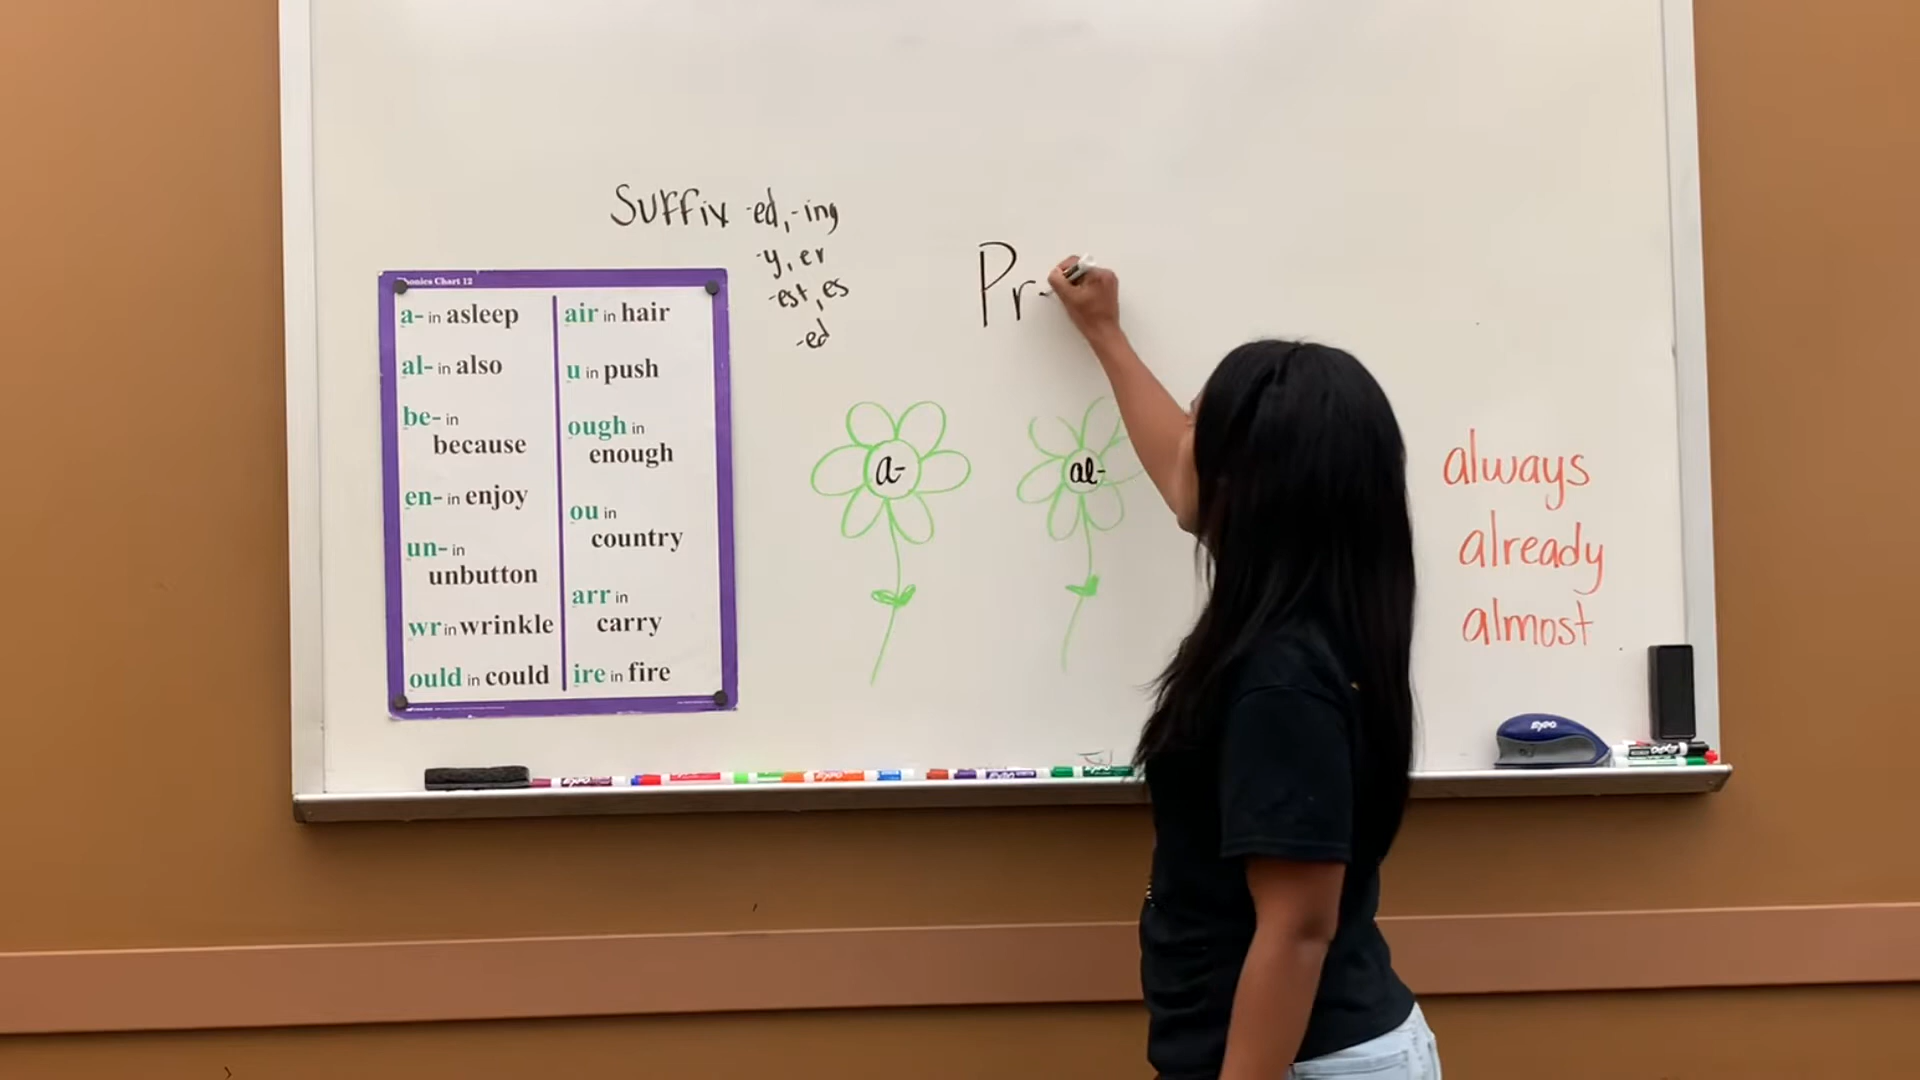 Suffix -ed, -ing
-y, er
-est, es
-ed
Pr
Phonics Chart 12
a- in asleep
al- in also
be- in
because
en- in enjoy
un- in
unbutton
wr in wrinkle
ould in could
air in hair
u in push
ough in
enough
ou in
country
arr in
carry
ire in fire
a-
al-
always
already
almost
EXPO